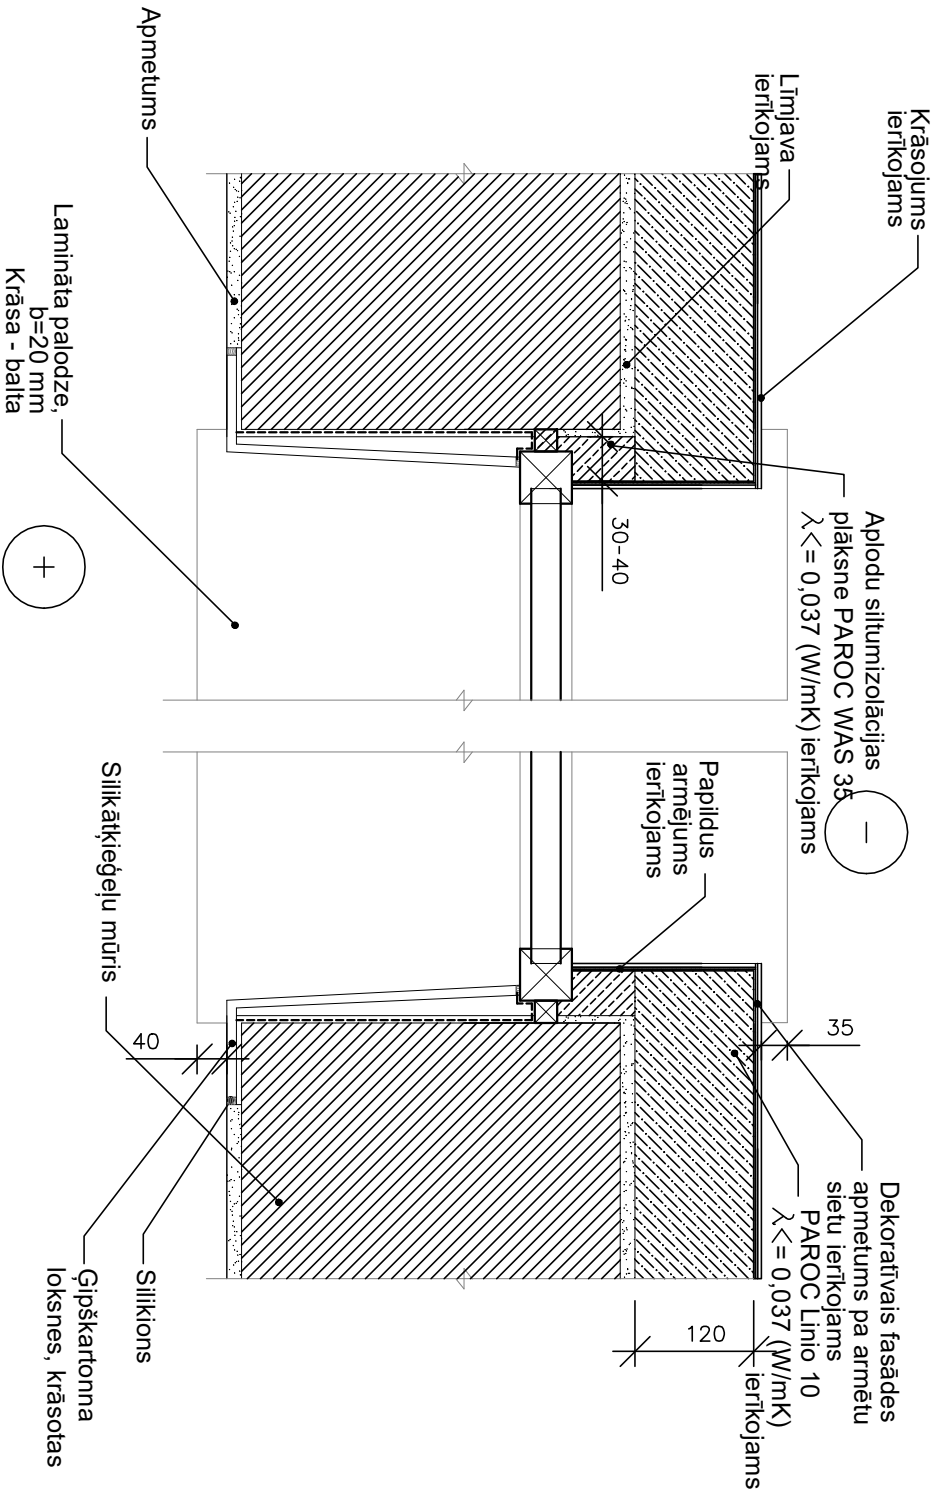 Krāsojums
ierīkojams
Līmjava
ierīkojams
Apmetums
Lamināta palodze,
b=20 mm
Krāsa - balta
+
30-40
Aplodu siltumizolācijas
plāksne PAROC WAS 35
λ<= 0,037 (W/mK) ierīkojams
−
Papildus
armējums
ierīkojams
Silikātķieģeļu mūris
40
35
Dekoratīvais fasādes
apmetums pa armētu
sietu ierīkojams
PAROC Linio 10
λ<= 0,037 (W/mK)
ierīkojams
120
Silikions
Ģipškartonna
loksnes, krāsotas